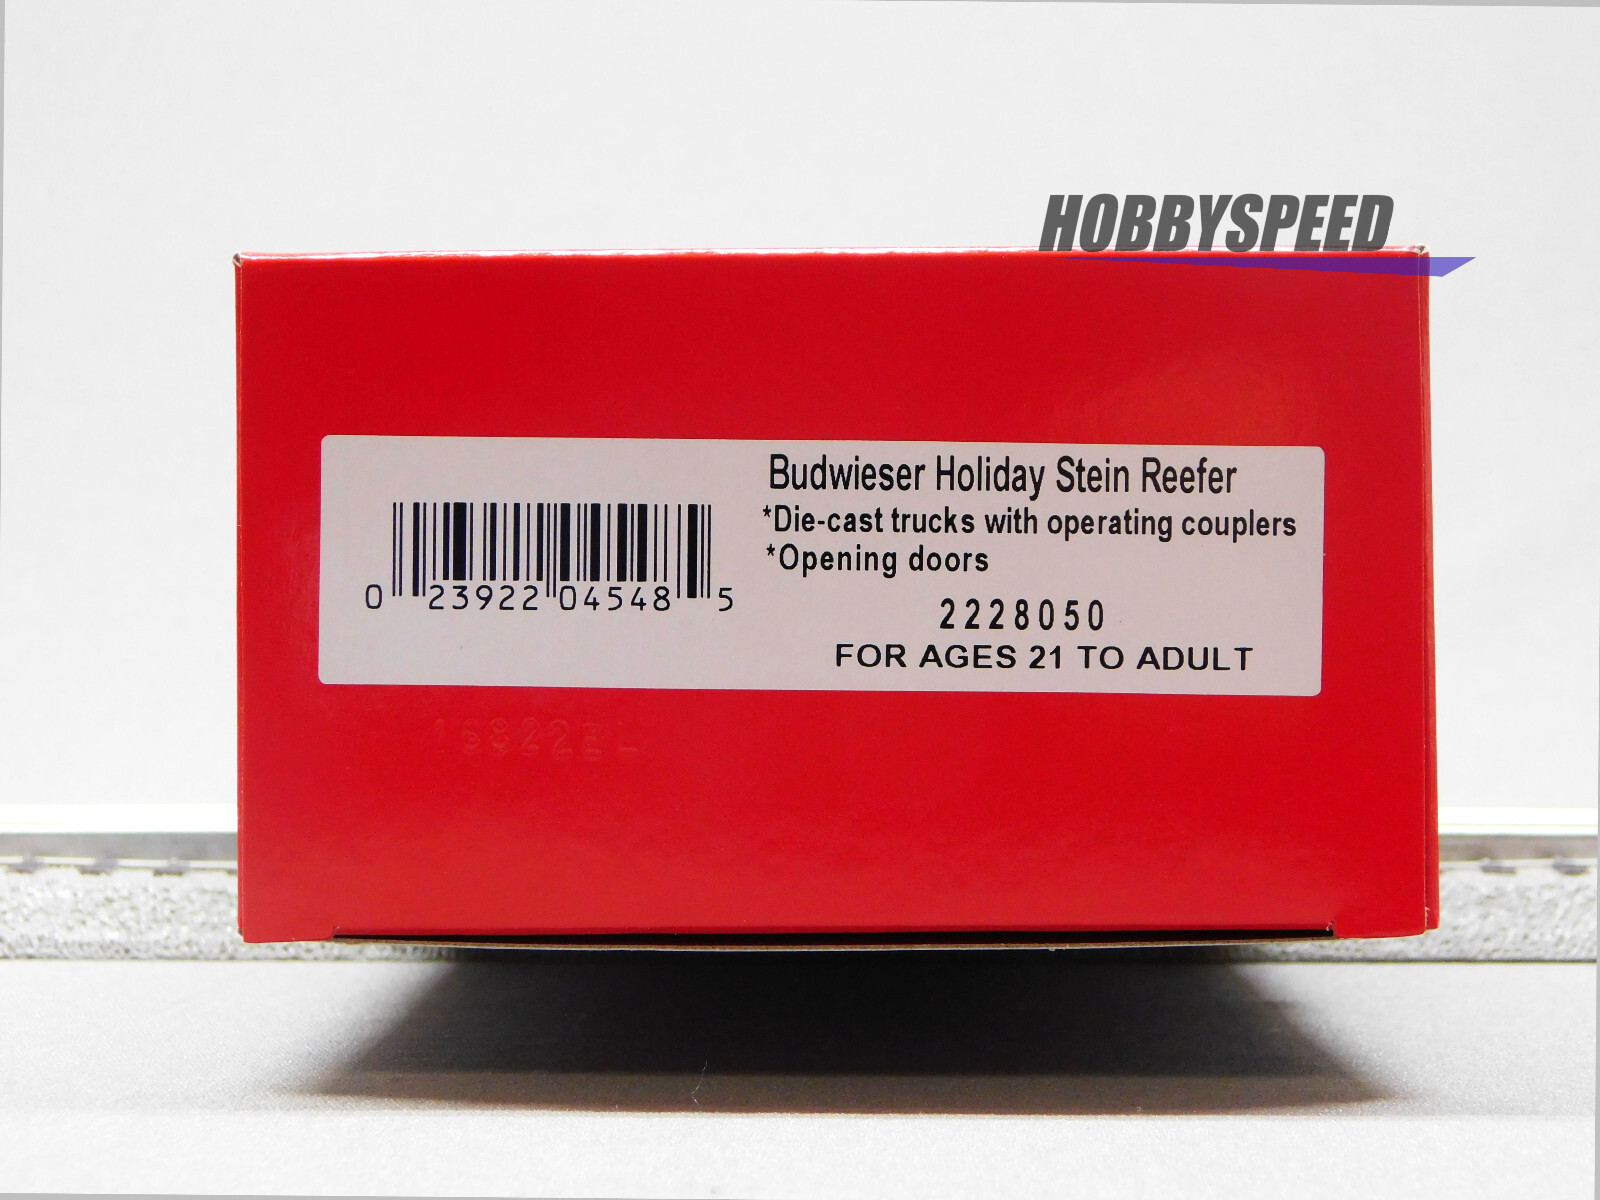 HOBBYSPEED
Budwieser Holiday Stein Reefer
*Die-cast trucks with operating couplers
*Opening doors
0 23922 04548 5
2228050
FOR AGES 21 TO ADULT